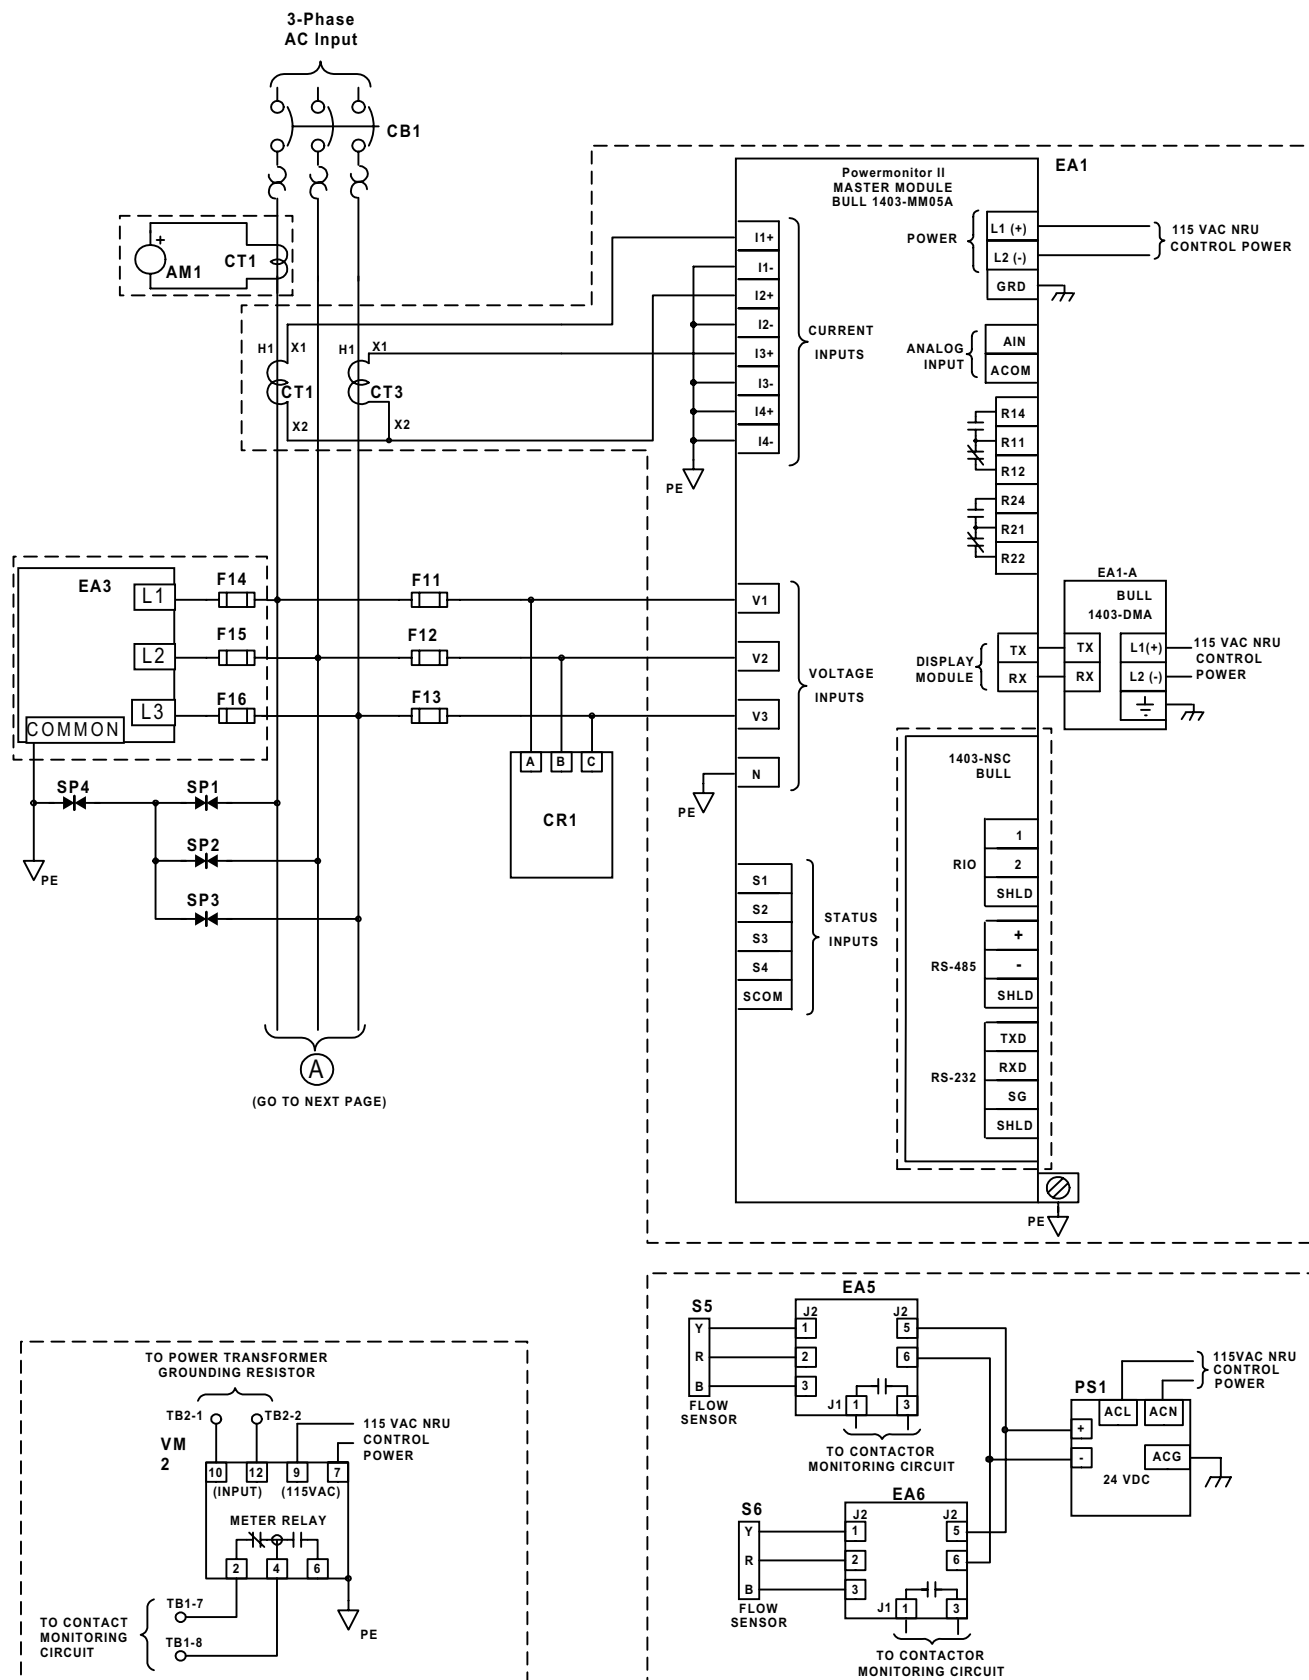 3-Phase
AC Input
CB1
AM1
CT1
H1
X1
CT1
X2
H1
X1
CT3
X2
EA1
Powermonitor II
MASTER MODULE
BULL 1403-MM05A
I1+
I1-
I2+
I2-
I3+
I3-
I4+
I4-
PE
CURRENT
INPUTS
POWER
L1 (+)
L2 (-)
GRD
115 VAC NRU
CONTROL POWER
ANALOG
INPUT
AIN
ACOM
R14
R11
R12
R24
R21
R22
EA3
L1
L2
L3
COMMON
F14
F15
F16
F11
F12
F13
A
B
C
CR1
V1
V2
V3
N
PE
VOLTAGE
INPUTS
DISPLAY
MODULE
TX
RX
EA1-A
BULL
1403-DMA
TX
RX
L1(+)
L2 (-)
115 VAC NRU
CONTROL
POWER
SP4
SP1
SP2
SP3
PE
S1
S2
S3
S4
SCOM
STATUS
INPUTS
1403-NSC
BULL
RIO
1
2
SHLD
RS-485
+
-
SHLD
RS-232
TXD
RXD
SG
SHLD
PE
A
(GO TO NEXT PAGE)
TO POWER TRANSFORMER
GROUNDING RESISTOR
TB2-1
TB2-2
VM
2
115 VAC NRU
CONTROL
POWER
10
12
9
7
(INPUT)
(115VAC)
METER RELAY
2
4
6
PE
TO CONTACT
MONITORING
CIRCUIT
TB1-7
TB1-8
S5
Y
R
B
FLOW
SENSOR
EA5
J2
1
2
3
J2
5
6
J1
1
3
TO CONTACTOR
MONITORING CIRCUIT
S6
Y
R
B
FLOW
SENSOR
EA6
J2
1
2
3
J2
5
6
J1
1
3
TO CONTACTOR
MONITORING CIRCUIT
PS1
ACL
ACN
115VAC NRU
CONTROL
POWER
+
-
ACG
24 VDC